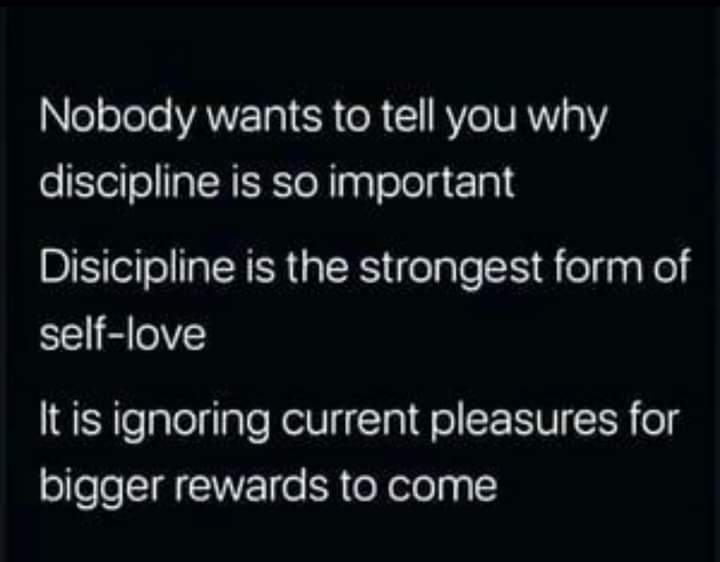 Nobody wants to tell you why
discipline is so important
Disicipline is the strongest form of
self-love
It is ignoring current pleasures for
bigger rewards to come